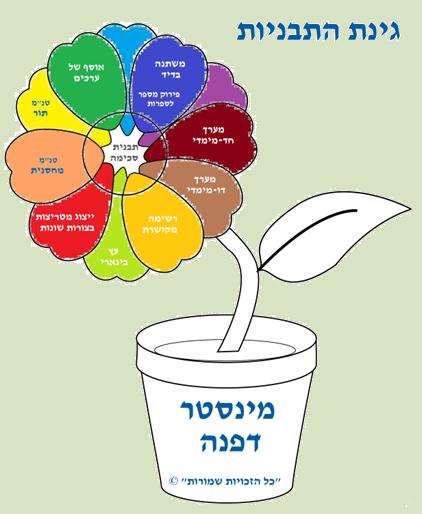 גינת התבניות
משתנה
בדיד
פירוק מספר
לספרות
אוסף של
ערכים
מערך
חד-מימדי
טנ"מ
תור
תבנית
סכימה
טנ"מ
מחסנית
מערך
דו-מימדי
ייצוג מטריצות
בצורות שונות
רשימה
מקושרת
עץ
בינארי
מינסטר
דפנה
"כל הזכויות שמורות" ©